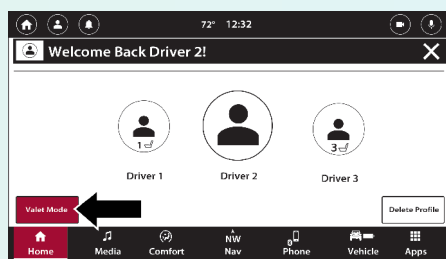 72° 12:32
Welcome Back Driver 2!
1
3
Driver 1 Driver 2 Driver 3
Valet Mode
Delete Profile
NW
Home Media Comfort Nav Phone Vehicle Apps